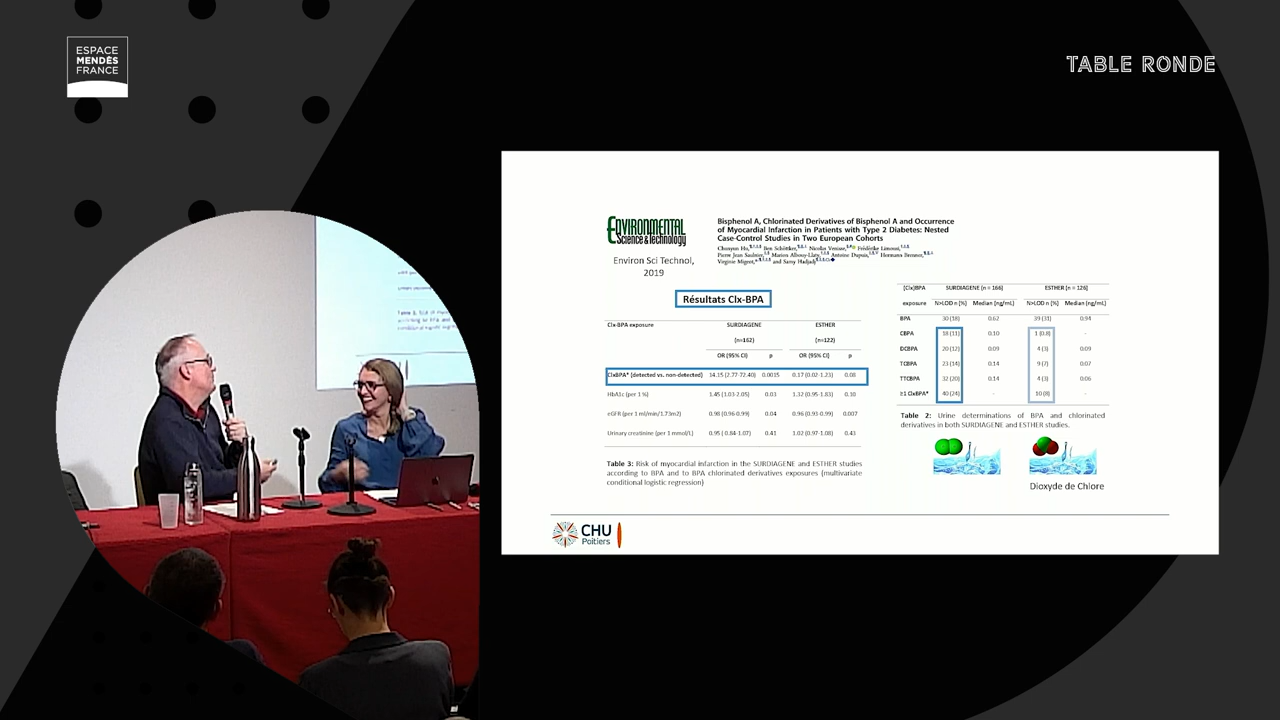 ESPACE
MENDÈS
FRANCE
TABLE RONDE
ENVIRONMENTAL
Science & Technology
Environ Sci Technol,
2019
Bisphenol A, Chlorinated Derivatives of Bisphenol A and Occurrence
of Myocardial Infarction in Patients with Type 2 Diabetes: Nested
Case-Control Studies in Two European Cohorts
Résultats Clx-BPA
Clx-BPA exposure SURDIAGENE ESTHER
(n=162) (n=122)
OR (95% CI) p OR (95% CI) p
ClxBPA* (detected vs. non-detected) 14.15 (2.77-72.40) 0.0015 0.17 (0.02-1.23) 0.08
HbA1c (per 1 %) 1.45 (1.03-2.05) 0.03 1.32 (0.95-1.83) 0.10
eGFR (per 1 ml/min/1.73m2) 0.98 (0.96-0.99) 0.04 0.96 (0.93-0.99) 0.007
Urinary creatinine (per 1 mmol/L) 0.95 (0.84-1.07) 0.41 1.02 (0.97-1.08) 0.43
Table 3: Risk of myocardial infarction in the SURDIAGENE and ESTHER studies
according to BPA and to BPA chlorinated derivatives exposures (multivariate
conditional logistic regression)
(Clx)BPA SURDIAGENE (n = 166) ESTHER (n = 126)
exposure N>LOD n (%) Median (ng/mL) N>LOD n (%) Median (ng/mL)
BPA 30 (18) 0.62 39 (31) 0.94
CBPA 18 (11) 0.10 1 (0.8) -
DCBPA 20 (12) 0.09 4 (3) 0.09
TCBPA 23 (14) 0.14 9 (7) 0.07
TTCBPA 32 (20) 0.14 4 (3) 0.06
≥1 ClxBPA* 40 (24) - 10 (8) -
Table 2: Urine determinations of BPA and chlorinated
derivatives in both SURDIAGENE and ESTHER studies.
Dioxyde de Chlore
CHU
Poitiers